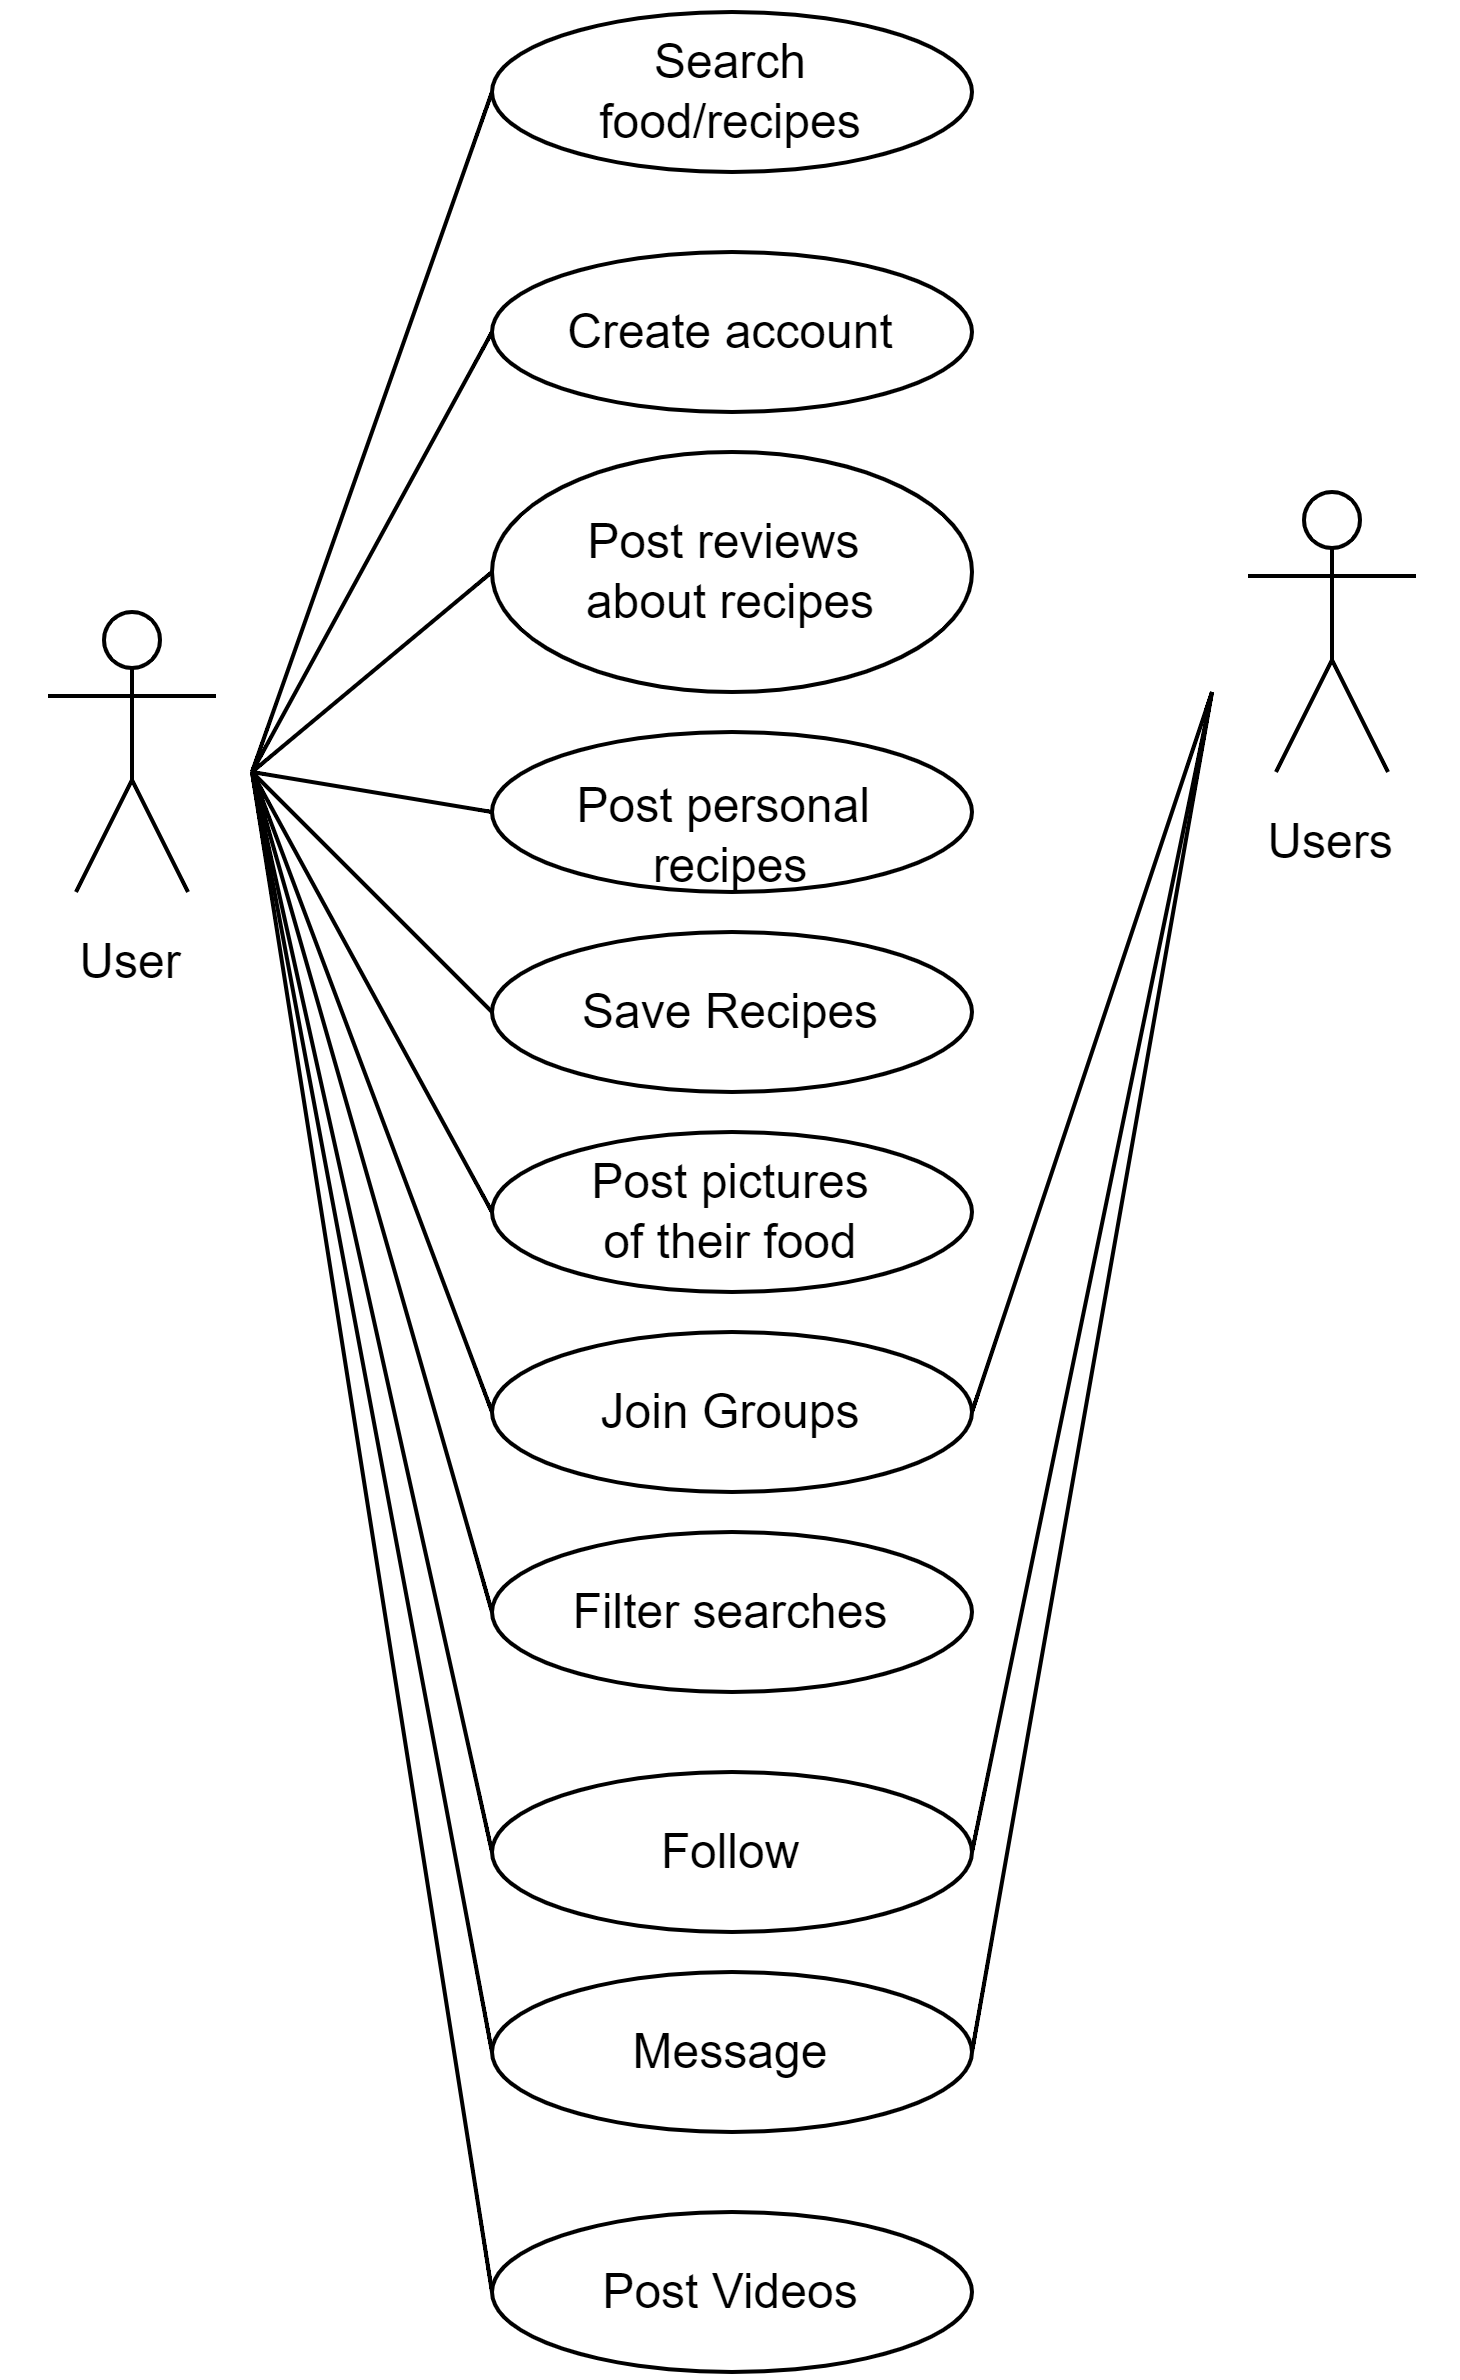 Search
food/recipes
Create account
Post reviews
about recipes
Users
Post personal
recipes
User
Save Recipes
Post pictures
of their food
Join Groups
Filter searches
Follow
Message
Post Videos